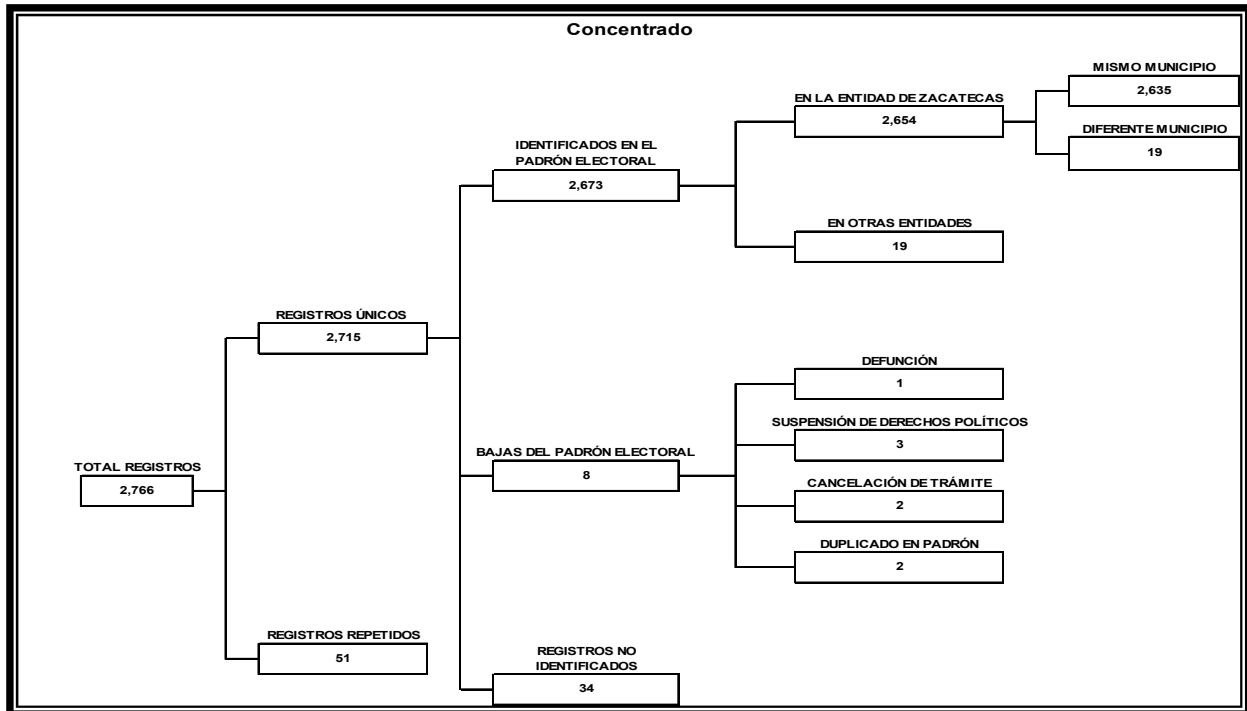 Concentrado
MISMO MUNICIPIO
2,635
EN LA ENTIDAD DE ZACATECAS
2,654
DIFERENTE MUNICIPIO
19
IDENTIFICADOS EN EL
PADRÓN ELECTORAL
2,673
EN OTRAS ENTIDADES
19
REGISTROS ÚNICOS
2,715
DEFUNCIÓN
1
SUSPENSIÓN DE DERECHOS POLÍTICOS
3
BAJAS DEL PADRÓN ELECTORAL
8
TOTAL REGISTROS
2,766
CANCELACIÓN DE TRÁMITE
2
DUPLICADO EN PADRÓN
2
REGISTROS REPETIDOS
51
REGISTROS NO
IDENTIFICADOS
34